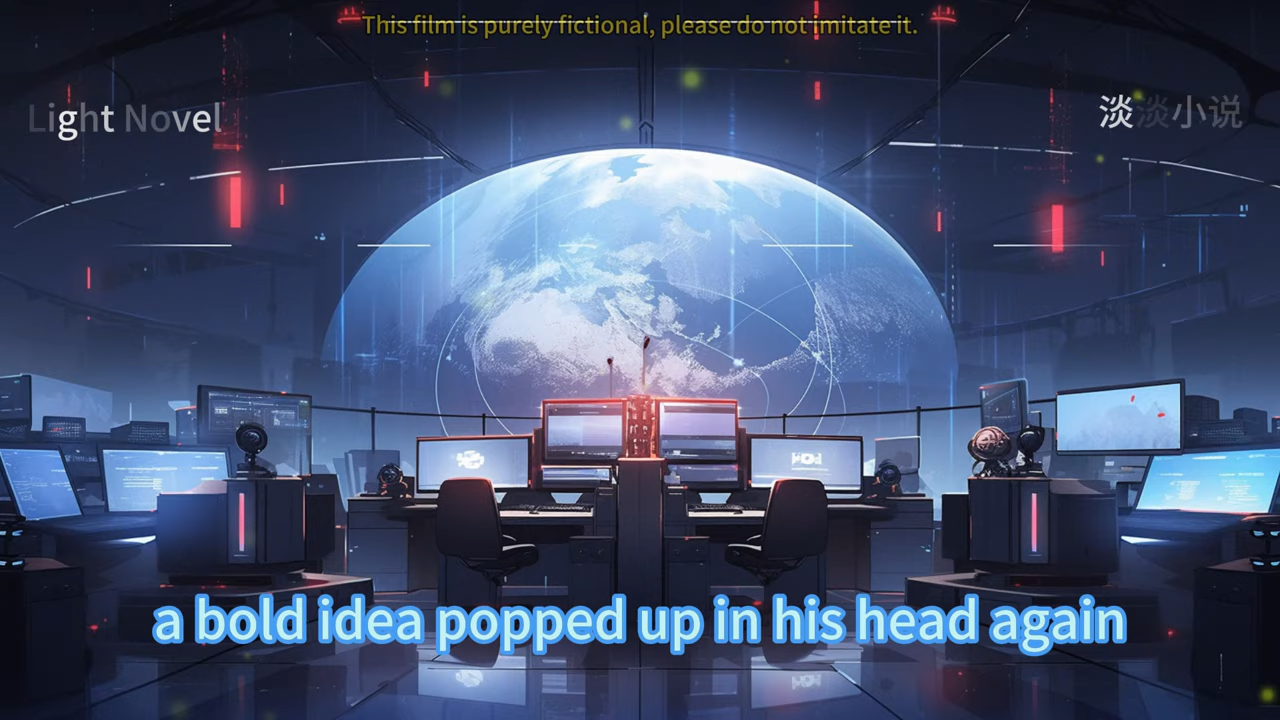 This film is purely fictional, please do not imitate it.
Light Novel
淡淡小说
a bold idea popped up in his head again